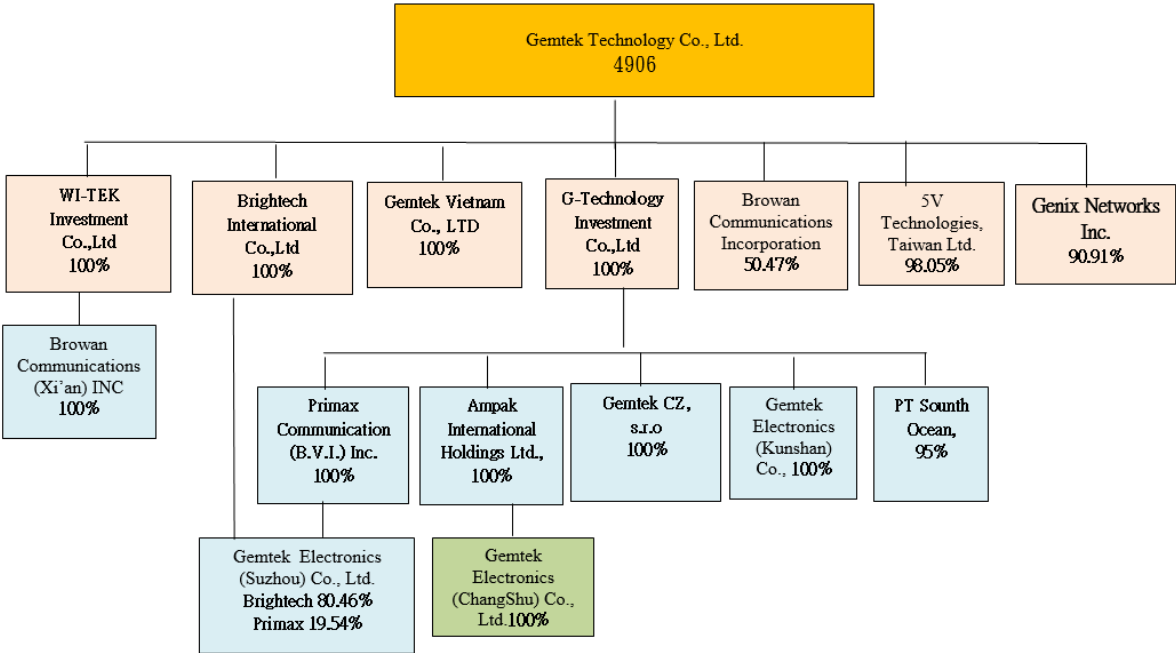 Gemtek Technology Co., Ltd.
4906
WI-TEK
Investment
Co.,Ltd
100%
Brightech
International
Co.,Ltd
100%
Gemtek Vietnam
Co., LTD
100%
G-Technology
Investment
Co.,Ltd
100%
Browan
Communications
Incorporation
50.47%
5V
Technologies,
Taiwan Ltd.
98.05%
Genix Networks
Inc.
90.91%
Browan
Communications
(Xi'an) INC
100%
Primax
Communication
(B.V.I.) Inc.
100%
Ampak
International
Holdings Ltd.,
100%
Gemtek CZ,
s.r.o
100%
Gemtek
Electronics
(Kunshan)
Co., 100%
PT Sounth
Ocean,
95%
Gemtek Electronics
(Suzhou) Co., Ltd.
Brightech 80.46%
Primax 19.54%
Gemtek
Electronics
(ChangShu) Co.,
Ltd.100%